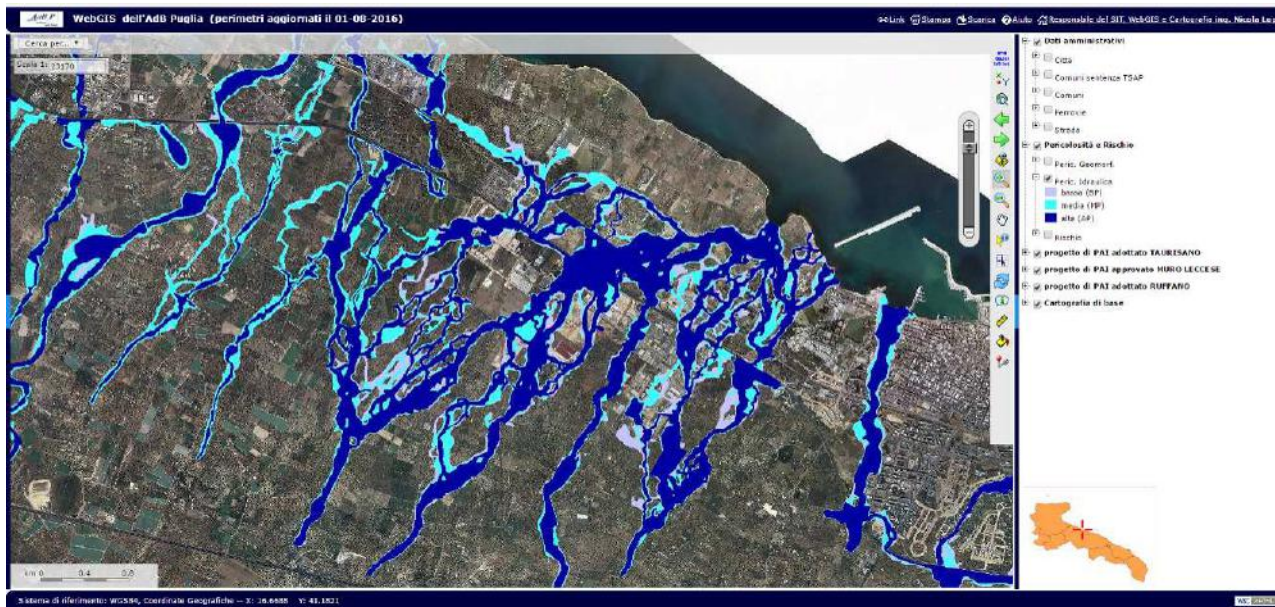 AdBP WebGIS dell'AdB Puglia (perimetri aggiornati il 01-08-2016)
Link Stampa Scarica Aiuto Responsabile del SIT, WebGIS e Cartografie ing. Nicola
Cerca per...
Scala 1:
Dati amministrativi
Città
Comuni sentenza TSAP
Comuni
Ferrovie
Strade
Pericolosità e Rischio
Peric. Geomorf.
Peric. Idraulica
bassa (BP)
media (MP)
alta (AP)
Rischio
progetto di PAI adottato TAURISANO
progetto di PAI approvato MURO LECCESE
progetto di PAI adottato RUFFANO
Cartografia di base
km 0 0.4 0.8
Sistema di riferimento: WGS84, Coordinate Geografiche -- X: 16.6688 Y: 41.1821